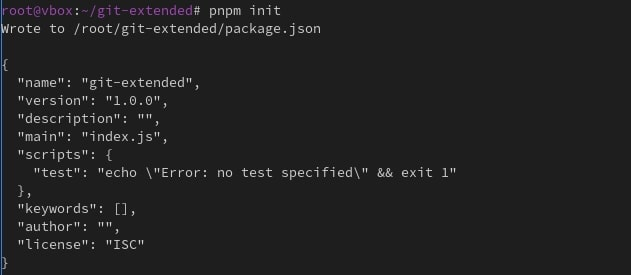 root@vbox:~/git-extended# pnpm init
Wrote to /root/git-extended/package.json

{
  "name": "git-extended",
  "version": "1.0.0",
  "description": "",
  "main": "index.js",
  "scripts": {
    "test": "echo \"Error: no test specified\" && exit 1"
  },
  "keywords": [],
  "author": "",
  "license": "ISC"
}